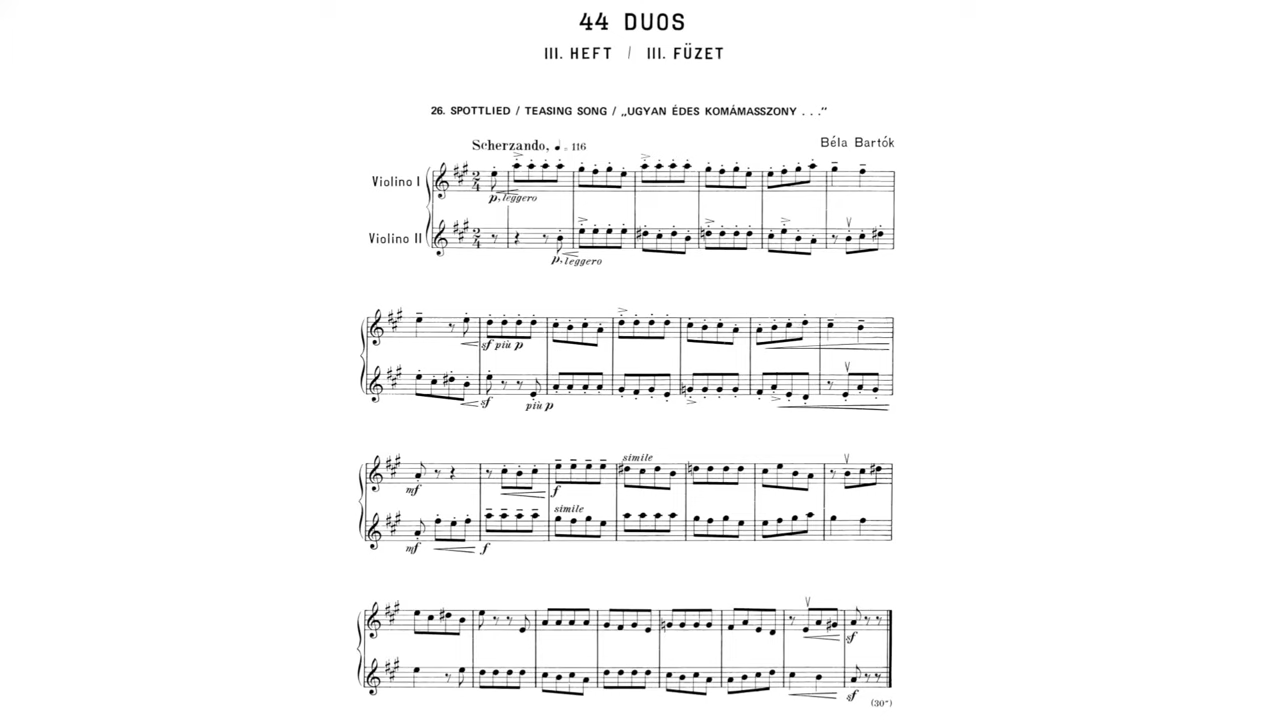 44 DUOS
III. HEFT / III. FÜZET
26. SPOTTLIED / TEASING SONG / „UGYAN ÉDES KOMÁMASSZONY . . ."
Béla Bartók
Scherzando, ♩= 116
Violino I
p, leggero
Violino II
p, leggero
sf più p
sf
più p
simile
mf
f
simile
mf
f
sf
sf
(30")